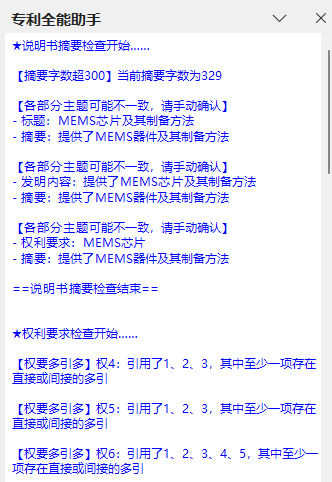 专利全能助手
★说明书摘要检查开始......
【摘要字数超300】当前摘要字数为329
【各部分主题可能不一致，请手动确认】
- 标题：MEMS芯片及其制备方法
- 摘要：提供了MEMS器件及其制备方法
【各部分主题可能不一致，请手动确认】
- 发明内容：提供了MEMS芯片及其制备方法
- 摘要：提供了MEMS器件及其制备方法
【各部分主题可能不一致，请手动确认】
- 权利要求：MEMS芯片
- 摘要：提供了MEMS器件及其制备方法
==说明书摘要检查结束==
★权利要求检查开始......
【权要多引多】权4：引用了1、2、3，其中至少一项存在
直接或间接的多引
【权要多引多】权5：引用了1、2、3，其中至少一项存在
直接或间接的多引
【权要多引多】权6：引用了1、2、3、4、5，其中至少一
项存在直接或间接的多引